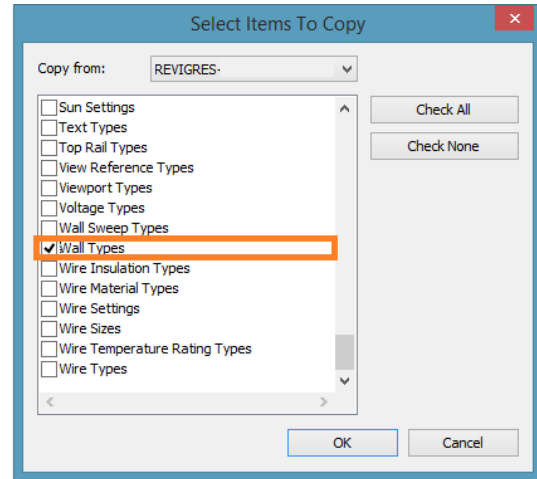 Select Items To Copy
Copy from: REVIGRES-
Sun Settings
Text Types
Top Rail Types
View Reference Types
Viewport Types
Voltage Types
Wall Sweep Types
Wall Types
Wire Insulation Types
Wire Material Types
Wire Settings
Wire Sizes
Wire Temperature Rating Types
Wire Types
Check All
Check None
OK Cancel